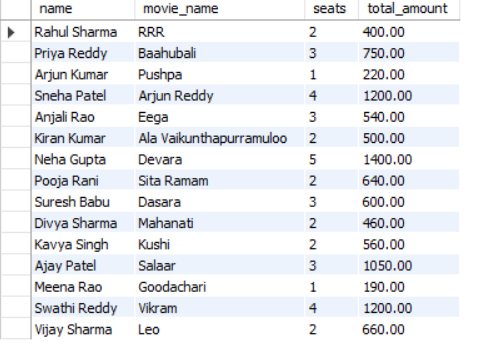 name movie_name seats total_amount
Rahul Sharma RRR 2 400.00
Priya Reddy Baahubali 3 750.00
Arjun Kumar Pushpa 1 220.00
Sneha Patel Arjun Reddy 4 1200.00
Anjali Rao Eega 3 540.00
Kiran Kumar Ala Vaikunthapurramuloo 2 500.00
Neha Gupta Devara 5 1400.00
Pooja Rani Sita Ramam 2 640.00
Suresh Babu Dasara 3 600.00
Divya Sharma Mahanati 2 460.00
Kavya Singh Kushi 2 560.00
Ajay Patel Salaar 3 1050.00
Meena Rao Goodachari 1 190.00
Swathi Reddy Vikram 4 1200.00
Vijay Sharma Leo 2 660.00